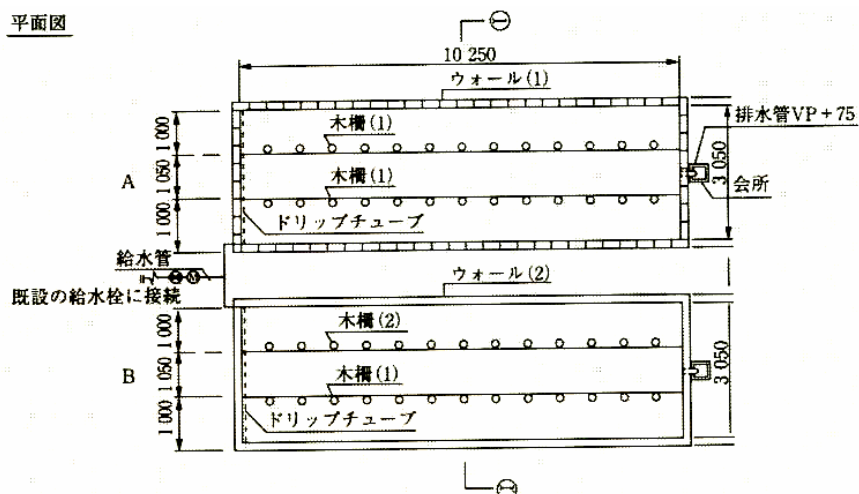 平面図
10 250
ウォール(1)
木柵(1)
排水管VP+75
1 000
1 050
1 000
A
木柵(1)
3 050
会所
ドリップチューブ
給水管
M
既設の給水栓に接続
ウォール(2)
木柵(2)
1 000
1 050
1 000
B
木柵(1)
3 050
ドリップチューブ